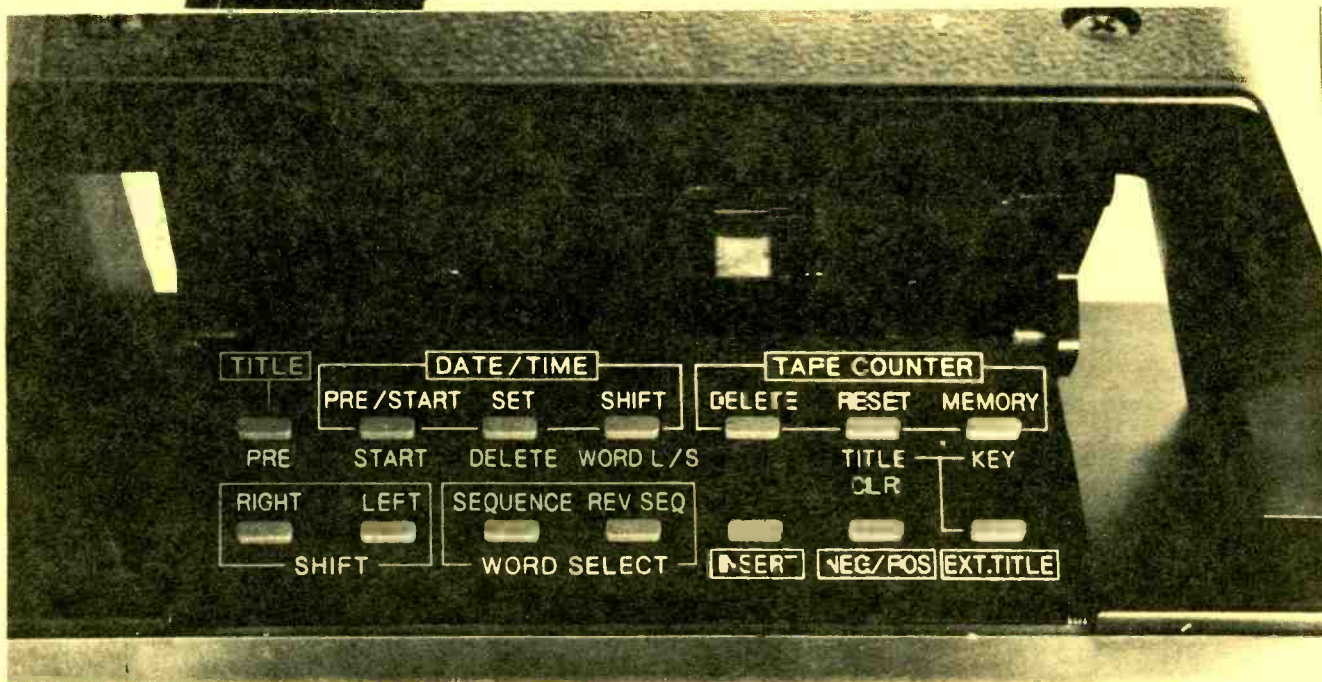 TITLE DATE/TIME TAPE COUNTER
PRE/START SET SHIFT DELETE RESET MEMORY
PRE START DELETE WORD L/S TITLE KEY
CLR
RIGHT LEFT SEQUENCE REV SEQ
SHIFT WORD SELECT INSERT NEG/POS EXT.TITLE